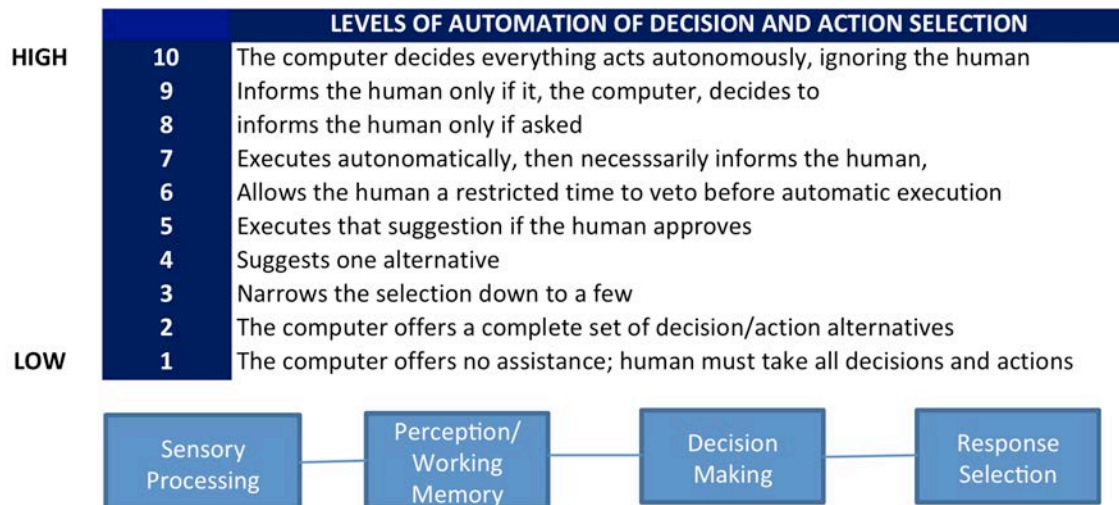 LEVELS OF AUTOMATION OF DECISION AND ACTION SELECTION
HIGH 10 The computer decides everything acts autonomously, ignoring the human
9 Informs the human only if it, the computer, decides to
8 informs the human only if asked
7 Executes autonomatically, then necesssarily informs the human,
6 Allows the human a restricted time to veto before automatic execution
5 Executes that suggestion if the human approves
4 Suggests one alternative
3 Narrows the selection down to a few
2 The computer offers a complete set of decision/action alternatives
LOW 1 The computer offers no assistance; human must take all decisions and actions
Sensory
Processing
Perception/
Working
Memory
Decision
Making
Response
Selection